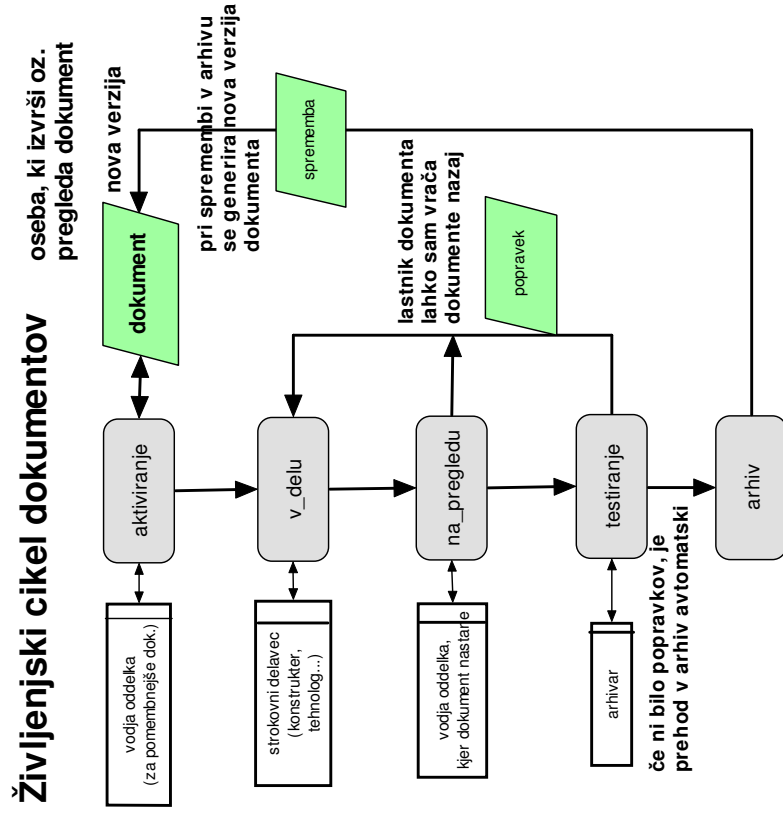 Življenjski cikel dokumentov
oseba, ki izvrši oz.
pregleda dokument
vodja oddelka
(za pomembnejše dok.)
aktiviranje
dokument
nova verzija
pri spremembi v arhivu
se generira nova verzija
dokumenta
sprememba
strokovni delavec
(konstrukter,
tehnolog...)
v_delu
lastnik dokumenta
lahko sam vrača
dokumente nazaj
popravek
vodja oddelka,
kjer dokument nastane
na_pregledu
arhivar
testiranje
če ni bilo popravkov, je
prehod v arhiv avtomatski
arhiv